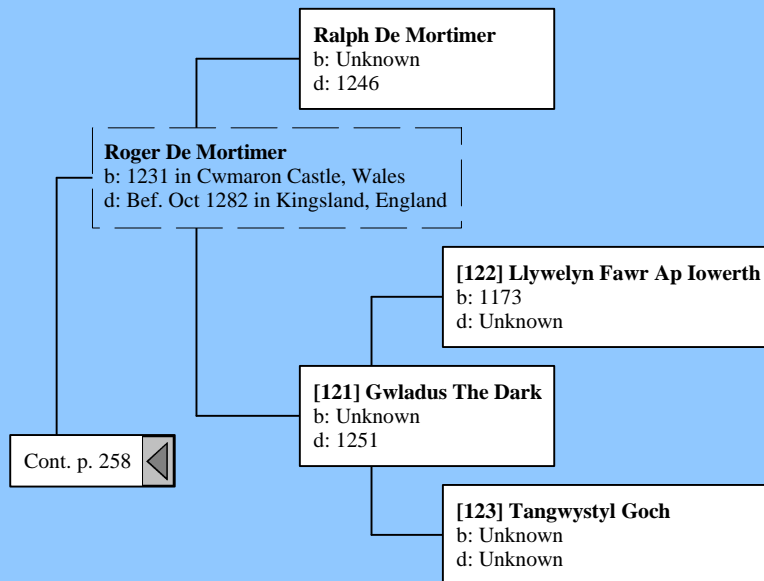 Ralph De Mortimer
b: Unknown
d: 1246
Roger De Mortimer
b: 1231 in Cwmaron Castle, Wales
d: Bef. Oct 1282 in Kingsland, England
[122] Llywelyn Fawr Ap Iowerth
b: 1173
d: Unknown
[121] Gwladus The Dark
b: Unknown
d: 1251
Cont. p. 258
[123] Tangwystyl Goch
b: Unknown
d: Unknown